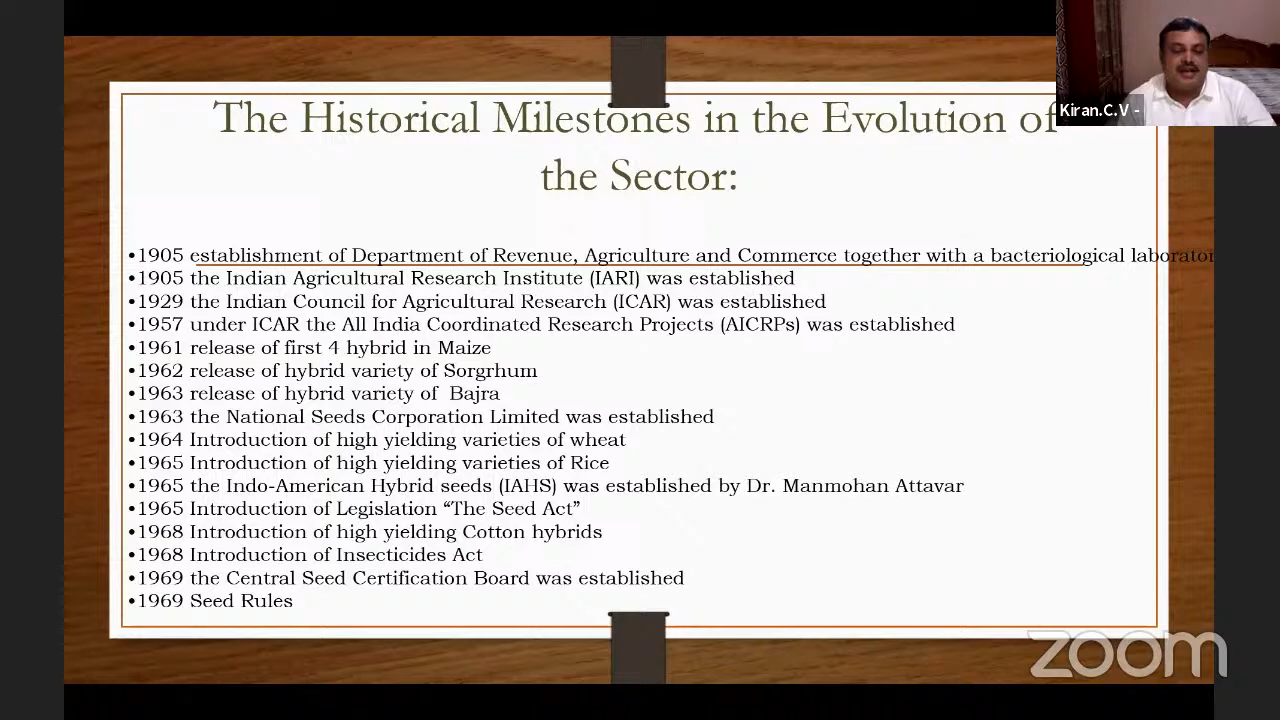 Kiran.C.V -
The Historical Milestones in the Evolution of
the Sector:
•1905 establishment of Department of Revenue, Agriculture and Commerce together with a bacteriological
•1905 the Indian Agricultural Research Institute (IARI) was established
•1929 the Indian Council for Agricultural Research (ICAR) was established
•1957 under ICAR the All India Coordinated Research Projects (AICRPs) was established
•1961 release of first 4 hybrid in Maize
•1962 release of hybrid variety of Sorgrhum
•1963 release of hybrid variety of Bajra
•1963 the National Seeds Corporation Limited was established
•1964 Introduction of high yielding varieties of wheat
•1965 Introduction of high yielding varieties of Rice
•1965 the Indo-American Hybrid seeds (IAHS) was established by Dr. Manmohan Attavar
•1965 Introduction of Legislation “The Seed Act”
•1968 Introduction of high yielding Cotton hybrids
•1968 Introduction of Insecticides Act
•1969 the Central Seed Certification Board was established
•1969 Seed Rules
zoom